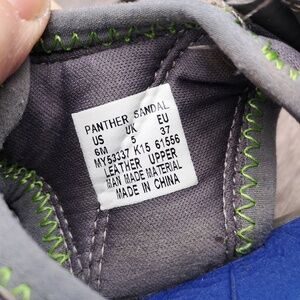 PANTHER SANDAL
US UK EU
6M 5 37
MY53337 K15 61556
LEATHER UPPER
MAN MADE MATERIAL
MADE IN CHINA